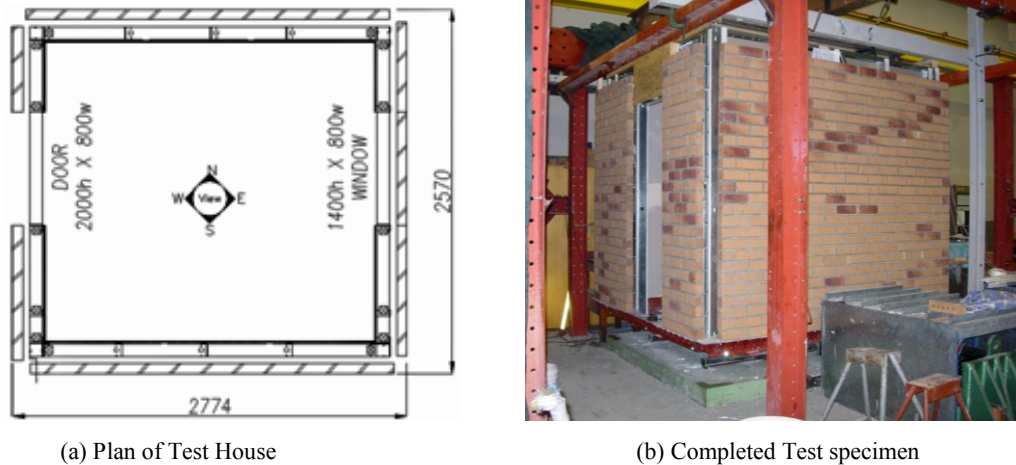 DOOR
2000h X 800w
N
W View E
S
1400h X 800w
WINDOW
2570
2774
(a) Plan of Test House
(b) Completed Test specimen